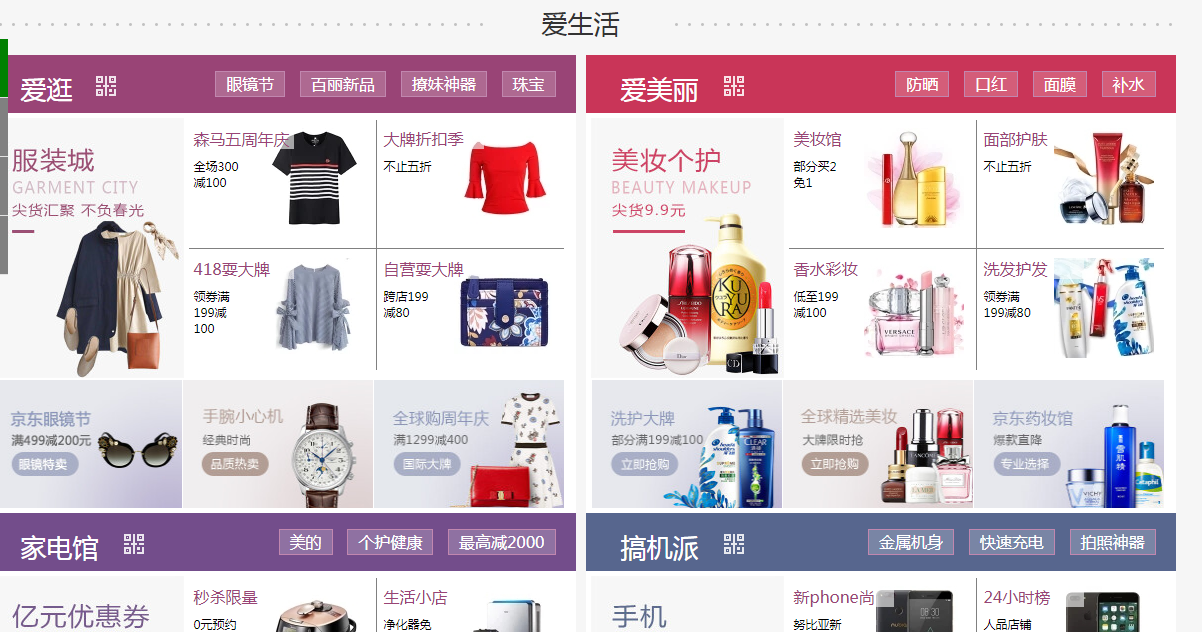 爱生活
爱逛
眼镜节
百丽新品
撩妹神器
珠宝
服装城
GARMENT CITY
尖货汇聚 不负春光
森马五周年庆
全场300
减100
大牌折扣季
不止五折
418耍大牌
领券满
199减
100
自营耍大牌
跨店199
减80
京东眼镜节
满499减200元
眼镜特卖
手腕小心机
经典时尚
品质热卖
全球购周年庆
满1299减400
国际大牌
爱美丽
防晒
口红
面膜
补水
美妆个护
BEAUTY MAKEUP
尖货9.9元
KU
YU
RA
CD
美妆馆
部分买2
免1
面部护肤
不止五折
香水彩妆
低至199
减100
VERSACE
洗发护发
领券满
199减80
洗护大牌
部分满199减100
立即抢购
CLEAR
全球精选美妆
大牌限时抢
立即抢购
LANCÔME
京东药妆馆
爆款直降
专业选择
VICHY
雪肌精
Cetaphil
家电馆
美的
个护健康
最高减2000
亿元优惠券
秒杀限量
0元预约
生活小店
净化器免
搞机派
金属机身
快速充电
拍照神器
手机
新phone尚
努比亚新
08:30
24小时榜
人品店铺